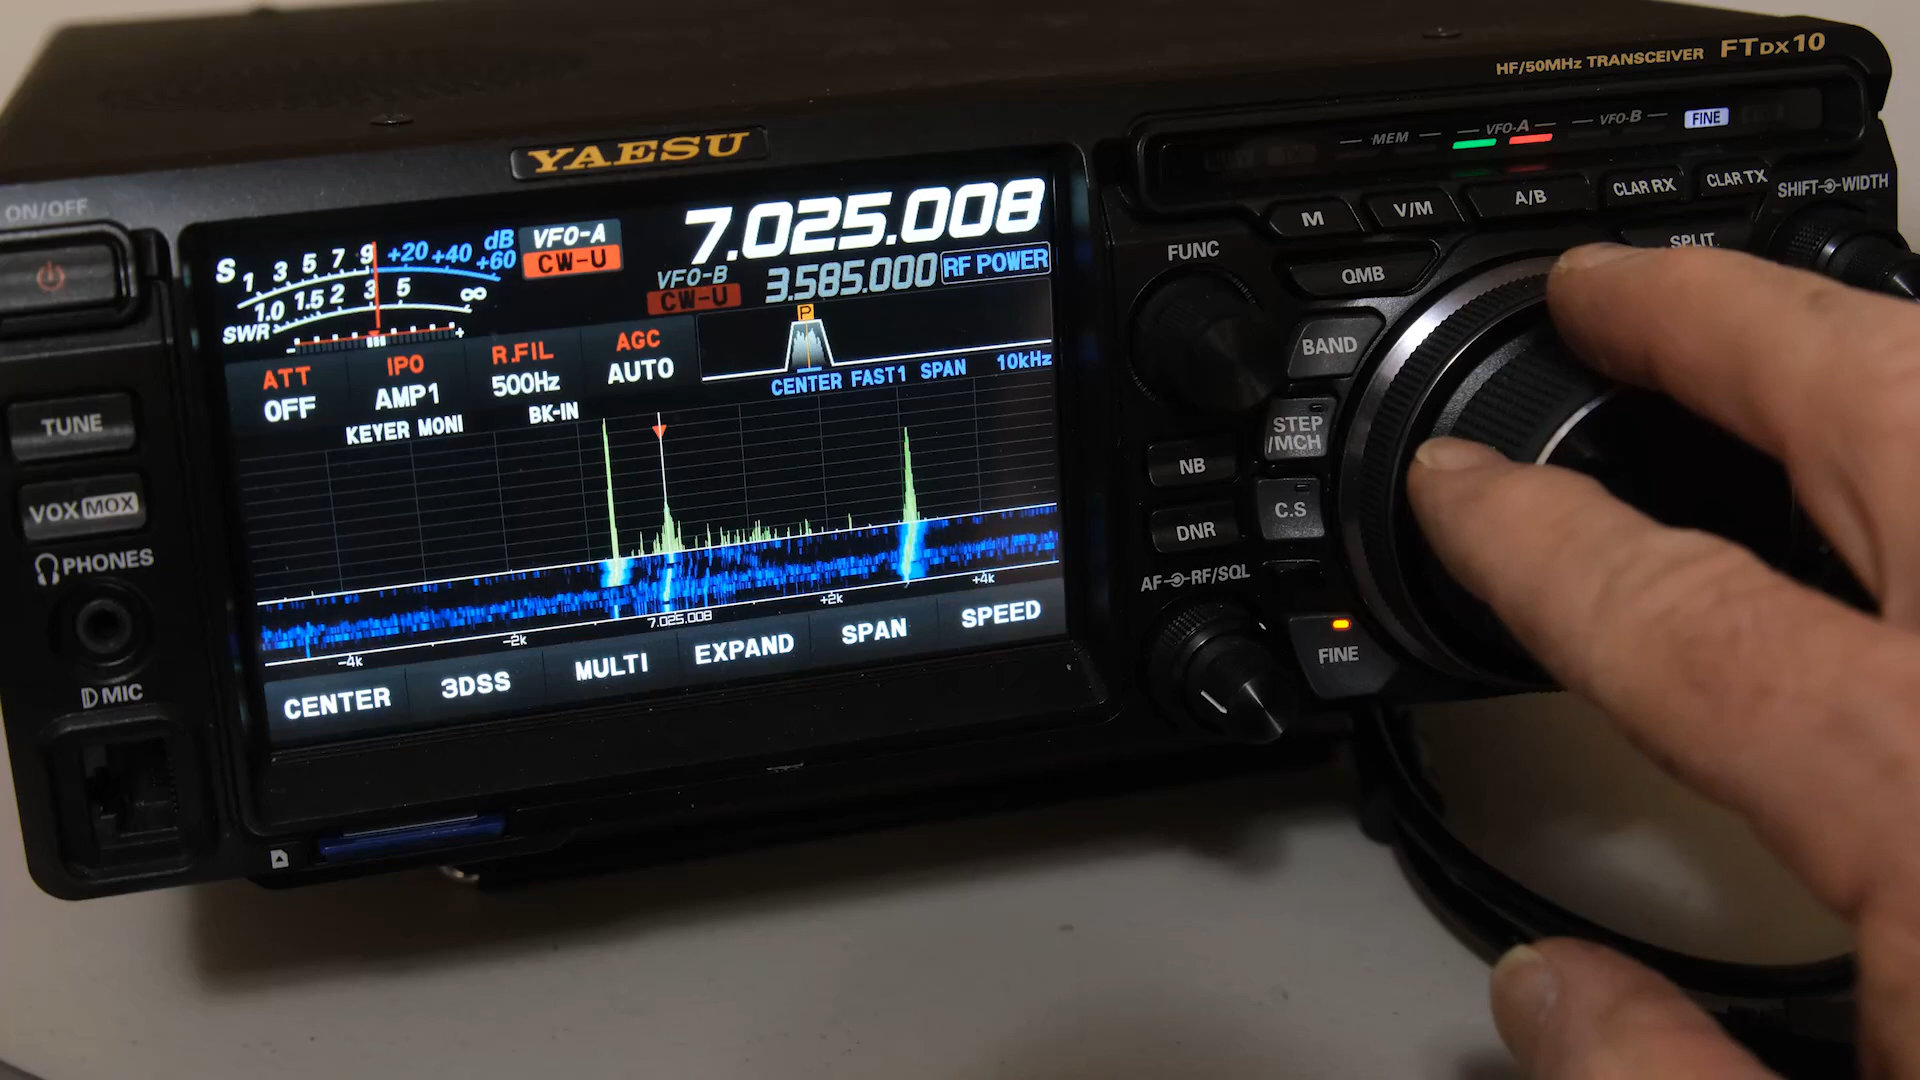 HF/50MHz TRANSCEIVER FTDX10
YAESU
ON/OFF
TUNE
VOX MOX
PHONES
MIC
S 1 3 5 7 9 +20 +40 +60 dB
1.0 1.5 2 3 5 ∞
SWR
- +
VFO-A
CW-U
7.025.008
VFO-B
CW-U
3.585.000
RF POWER
ATT
OFF
IPO
AMP1
R.FIL
500Hz
AGC
AUTO
KEYER MONI BK-IN
P
CENTER FAST1 SPAN 10kHz
-4k -2k 7.025.008 +2k +4k
CENTER 3DSS MULTI EXPAND SPAN SPEED
MEM VFO-A VFO-B FINE
M V/M A/B CLAR RX CLAR TX SHIFT WIDTH
FUNC
QMB
SPLIT
BAND
STEP
/MCH
NB
C.S
DNR
AF RF/SQL
FINE